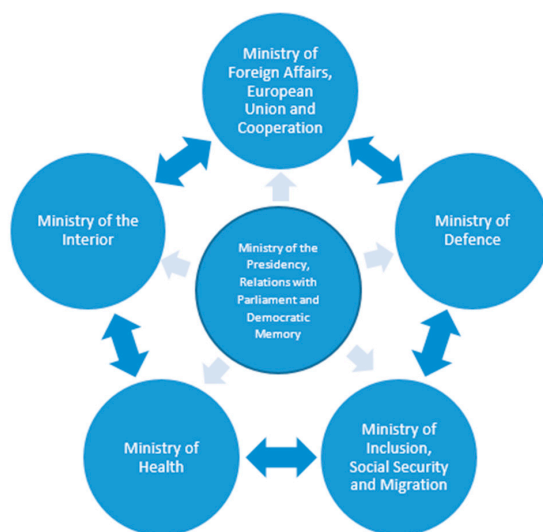 Ministry of
Foreign Affairs,
European
Union and
Cooperation
Ministry of the
Interior
Ministry of
Defence
Ministry of the
Presidency,
Relations with
Parliament and
Democratic
Memory
Ministry of
Health
Ministry of
Inclusion,
Social Security
and Migration